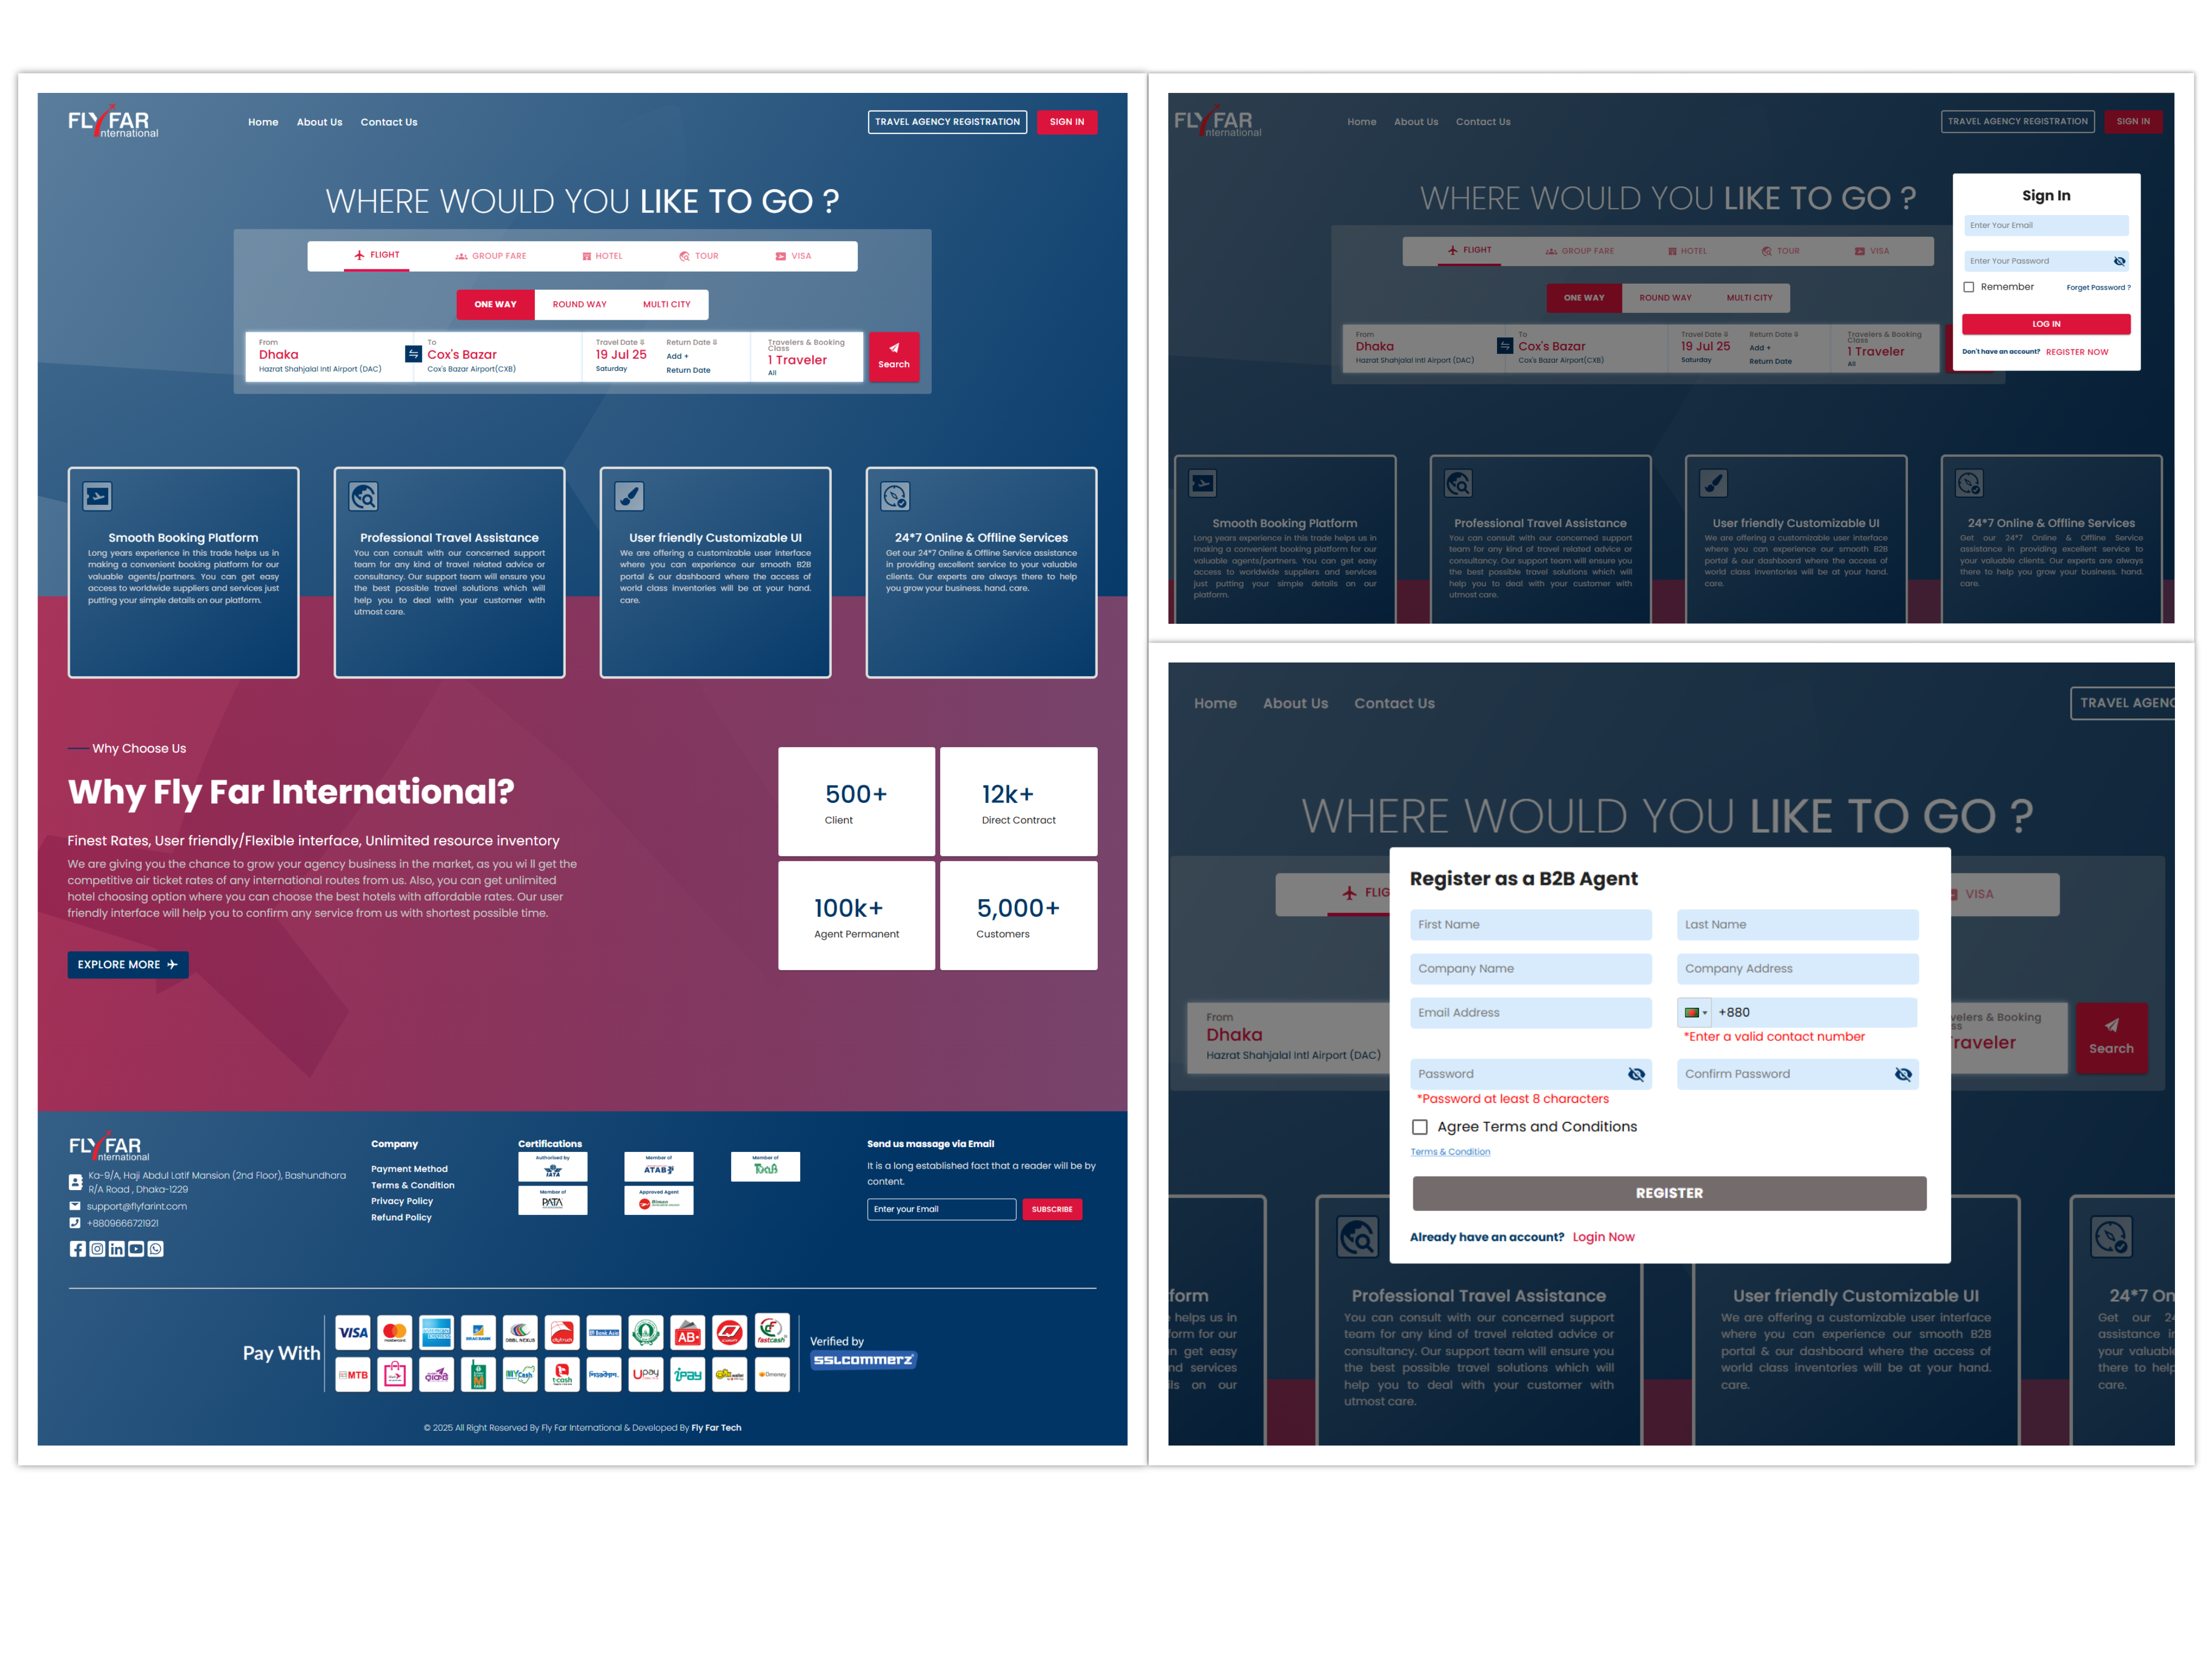 FLY FAR
International
Home About Us Contact Us
TRAVEL AGENCY REGISTRATION SIGN IN
WHERE WOULD YOU LIKE TO GO ?
FLIGHT GROUP FARE HOTEL TOUR VISA
ONE WAY ROUND WAY MULTI CITY
From
Dhaka
Hazrat Shahjalal Intl Airport (DAC)
To
Cox's Bazar
Cox's Bazar Airport(CXB)
Travel Date
19 Jul 25
Saturday
Return Date
Add +
Return Date
Travelers & Booking
Class
1 Traveler
All
Search
Smooth Booking Platform
Long years experience in this trade helps us in
making a convenient booking platform for our
valuable agents/partners. You can get easy
access to worldwide suppliers and services just
putting your simple details on our platform.
Professional Travel Assistance
You can consult with our concerned support
team for any kind of travel related advice or
consultancy. Our support team will ensure you
the best possible travel solutions which will
help you to deal with your customer with
utmost care.
User friendly Customizable UI
We are offering a customizable user interface
where you can experience our smooth B2B
portal & our dashboard where the access of
world class inventories will be at your hand.
care.
24*7 Online & Offline Services
Get our 24*7 Online & Offline Service assistance
in providing excellent service to your valuable
clients. Our experts are always there to help
you grow your business. hand. care.
Why Choose Us
Why Fly Far International?
Finest Rates, User friendly/Flexible interface, Unlimited resource inventory
We are giving you the chance to grow your agency business in the market, as you wi ll get the
competitive air ticket rates of any international routes from us. Also, you can get unlimited
hotel choosing option where you can choose the best hotels with affordable rates. Our user
friendly interface will help you to confirm any service from us with shortest possible time.
EXPLORE MORE
500+
Client
12k+
Direct Contract
100k+
Agent Permanent
5,000+
Customers
FLY FAR
International
Ka-9/A, Haji Abdul Latif Mansion (2nd Floor), Bashundhara
R/A Road , Dhaka-1229
support@flyfarint.com
+8809666721921
Company
Payment Method
Terms & Condition
Privacy Policy
Refund Policy
Certifications
Authorised by
IATA
Member of
ATAB
Member of
Toab
Member of
PATA
Approved Agent
Send us massage via Email
It is a long established fact that a reader will be by
content.
Enter your Email SUBSCRIBE
Pay With
VISA mastercard AMERICAN EXPRESS BRAC BANK DBBL NEXUS citytouch Bank Asia AB fastcash
MTB MYCash t-cash Upay ipay Dmoney
Verified by
SSLCOMMERZ
© 2025 All Right Reserved By Fly Far International & Developed By Fly Far Tech
FLY FAR
International
Home About Us Contact Us
TRAVEL AGENCY REGISTRATION SIGN IN
WHERE WOULD YOU LIKE TO GO ?
FLIGHT GROUP FARE HOTEL TOUR VISA
ONE WAY ROUND WAY MULTI CITY
From
Dhaka
Hazrat Shahjalal Intl Airport (DAC)
To
Cox's Bazar
Cox's Bazar Airport(CXB)
Travel Date
19 Jul 25
Saturday
Return Date
Add +
Return Date
Travelers & Booking
Class
1 Traveler
All
Sign In
Enter Your Email
Enter Your Password
Remember Forget Password ?
LOG IN
Don't have an account? REGISTER NOW
Smooth Booking Platform
Long years experience in this trade helps us in
making a convenient booking platform for our
valuable agents/partners. You can get easy
access to worldwide suppliers and services
just putting your simple details on our
platform.
Professional Travel Assistance
You can consult with our concerned support
team for any kind of travel related advice or
consultancy. Our support team will ensure you
the best possible travel solutions which will
help you to deal with your customer with
utmost care.
User friendly Customizable UI
We are offering a customizable user interface
where you can experience our smooth B2B
portal & our dashboard where the access of
world class inventories will be at your hand.
care.
24*7 Online & Offline Services
Get our 24*7 Online & Offline Service
assistance in providing excellent service to
your valuable clients. Our experts are always
there to help you grow your business. hand.
care.
Home About Us Contact Us
TRAVEL AGENC
WHERE WOULD YOU LIKE TO GO ?
FLIG VISA
From
Dhaka
Hazrat Shahjalal Intl Airport (DAC)
velers & Booking
ss
raveler
Search
Register as a B2B Agent
First Name Last Name
Company Name Company Address
Email Address +880
*Enter a valid contact number
Password Confirm Password
*Password at least 8 characters
Agree Terms and Conditions
Terms & Condition
REGISTER
Already have an account? Login Now
form
helps us in
form for our
n get easy
nd services
ils on our
Professional Travel Assistance
You can consult with our concerned support
team for any kind of travel related advice or
consultancy. Our support team will ensure you
the best possible travel solutions which will
help you to deal with your customer with
utmost care.
User friendly Customizable UI
We are offering a customizable user interface
where you can experience our smooth B2B
portal & our dashboard where the access of
world class inventories will be at your hand.
care.
24*7 On
Get our 24
assistance in
your valuabl
there to help
care.